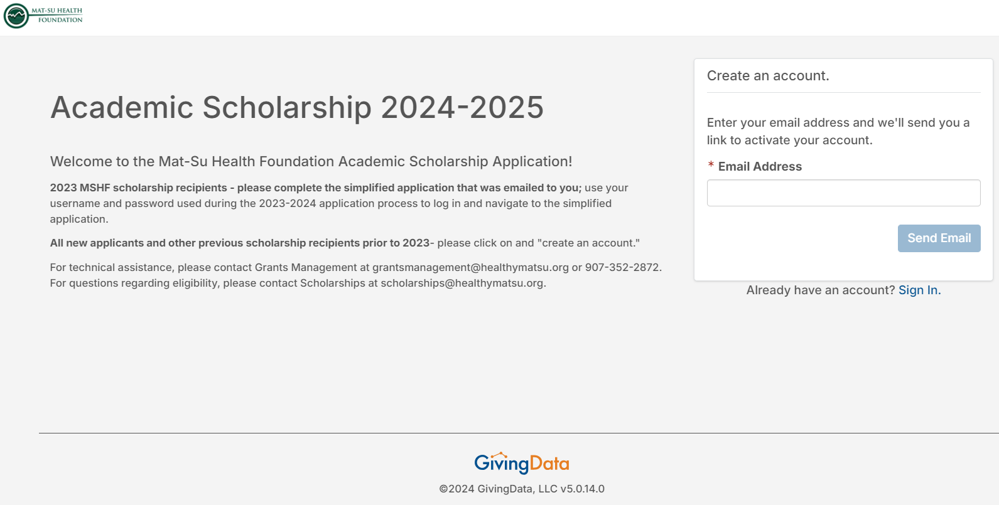 MAT-SU HEALTH
FOUNDATION
Academic Scholarship 2024-2025
Welcome to the Mat-Su Health Foundation Academic Scholarship Application!
2023 MSHF scholarship recipients - please complete the simplified application that was emailed to you; use your
username and password used during the 2023-2024 application process to log in and navigate to the simplified
application.
All new applicants and other previous scholarship recipients prior to 2023- please click on and "create an account."
For technical assistance, please contact Grants Management at grantsmanagement@healthymatsu.org or 907-352-2872.
For questions regarding eligibility, please contact Scholarships at scholarships@healthymatsu.org.
Create an account.
Enter your email address and we'll send you a
link to activate your account.
* Email Address
Send Email
Already have an account? Sign In.
GivingData
©2024 GivingData, LLC v5.0.14.0